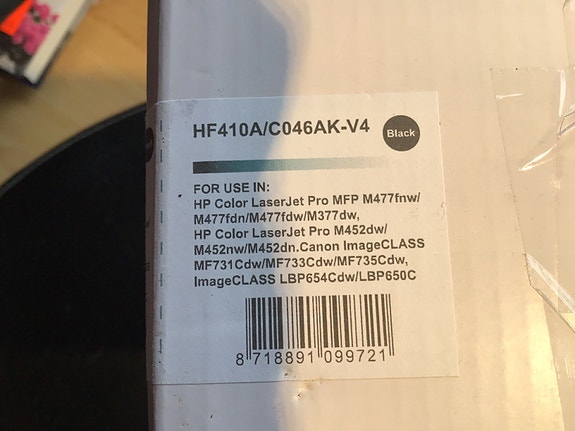 HF410A/C046AK-V4
Black
FOR USE IN:
HP Color LaserJet Pro MFP M477fnw/
M477fdn/M477fdw/M377dw,
HP Color LaserJet Pro M452dw/
M452nw/M452dn.Canon ImageCLASS
MF731Cdw/MF733Cdw/MF735Cdw,
ImageCLASS LBP654Cdw/LBP650C
8 718891 099721